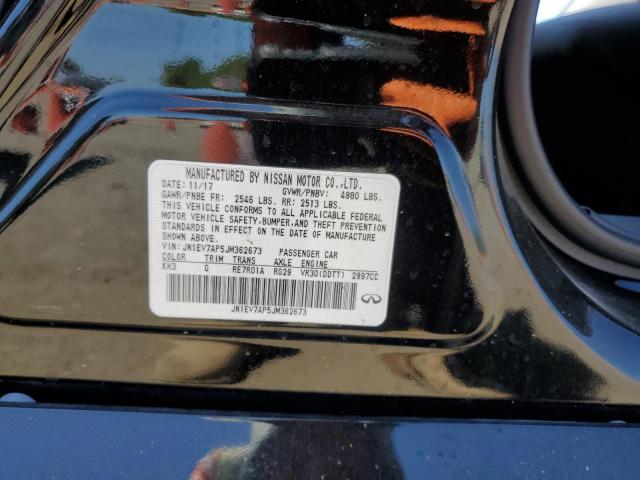 MANUFACTURED BY NISSAN MOTOR CO.,LTD.
DATE: 11/17 GVWR/PNBV: 4980 LBS.
GAWR/PNBE FR: 2546 LBS. RR: 2513 LBS.
THIS VEHICLE CONFORMS TO ALL APPLICABLE FEDERAL
MOTOR VEHICLE SAFETY,BUMPER,AND THEFT PREVENTION
STANDARDS IN EFFECT ON THE DATE OF MANUFACTURE
SHOWN ABOVE.
VIN:JN1EV7AP5JM362673 PASSENGER CAR
COLOR TRIM TRANS AXLE ENGINE
KH3 G RE7R01A RG29 VR30(DDTT) 2997CC
JN1EV7AP5JM362673